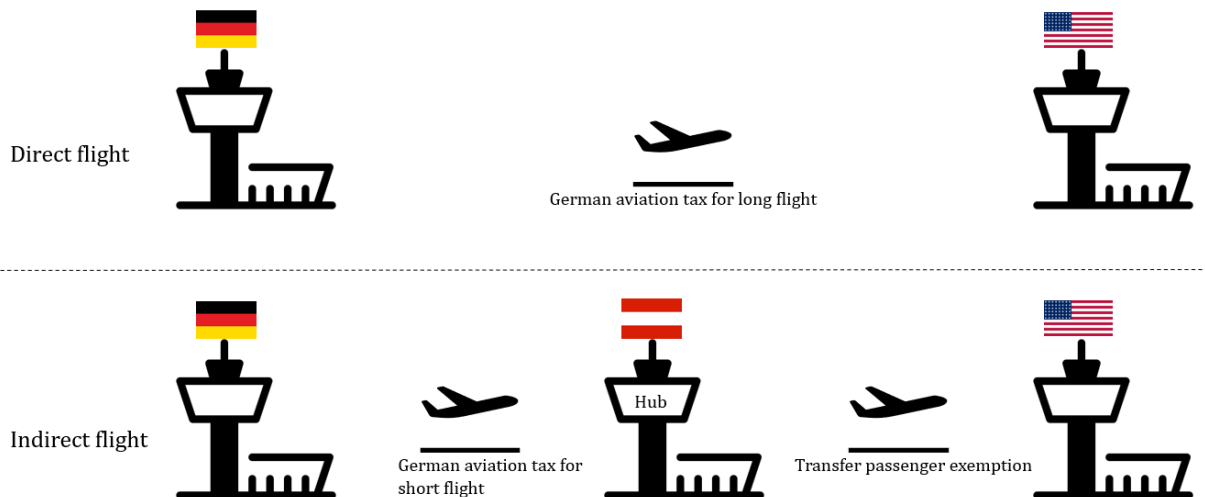 Direct flight
German aviation tax for long flight
Hub
Indirect flight
German aviation tax for
short flight
Transfer passenger exemption